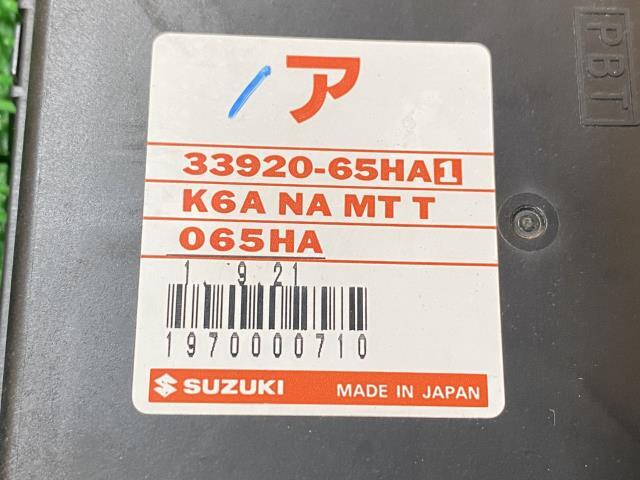 ア
33920-65HA1
K6A NA MT T
065HA
1. 9.21
1970000710
SUZUKI MADE IN JAPAN
PBT